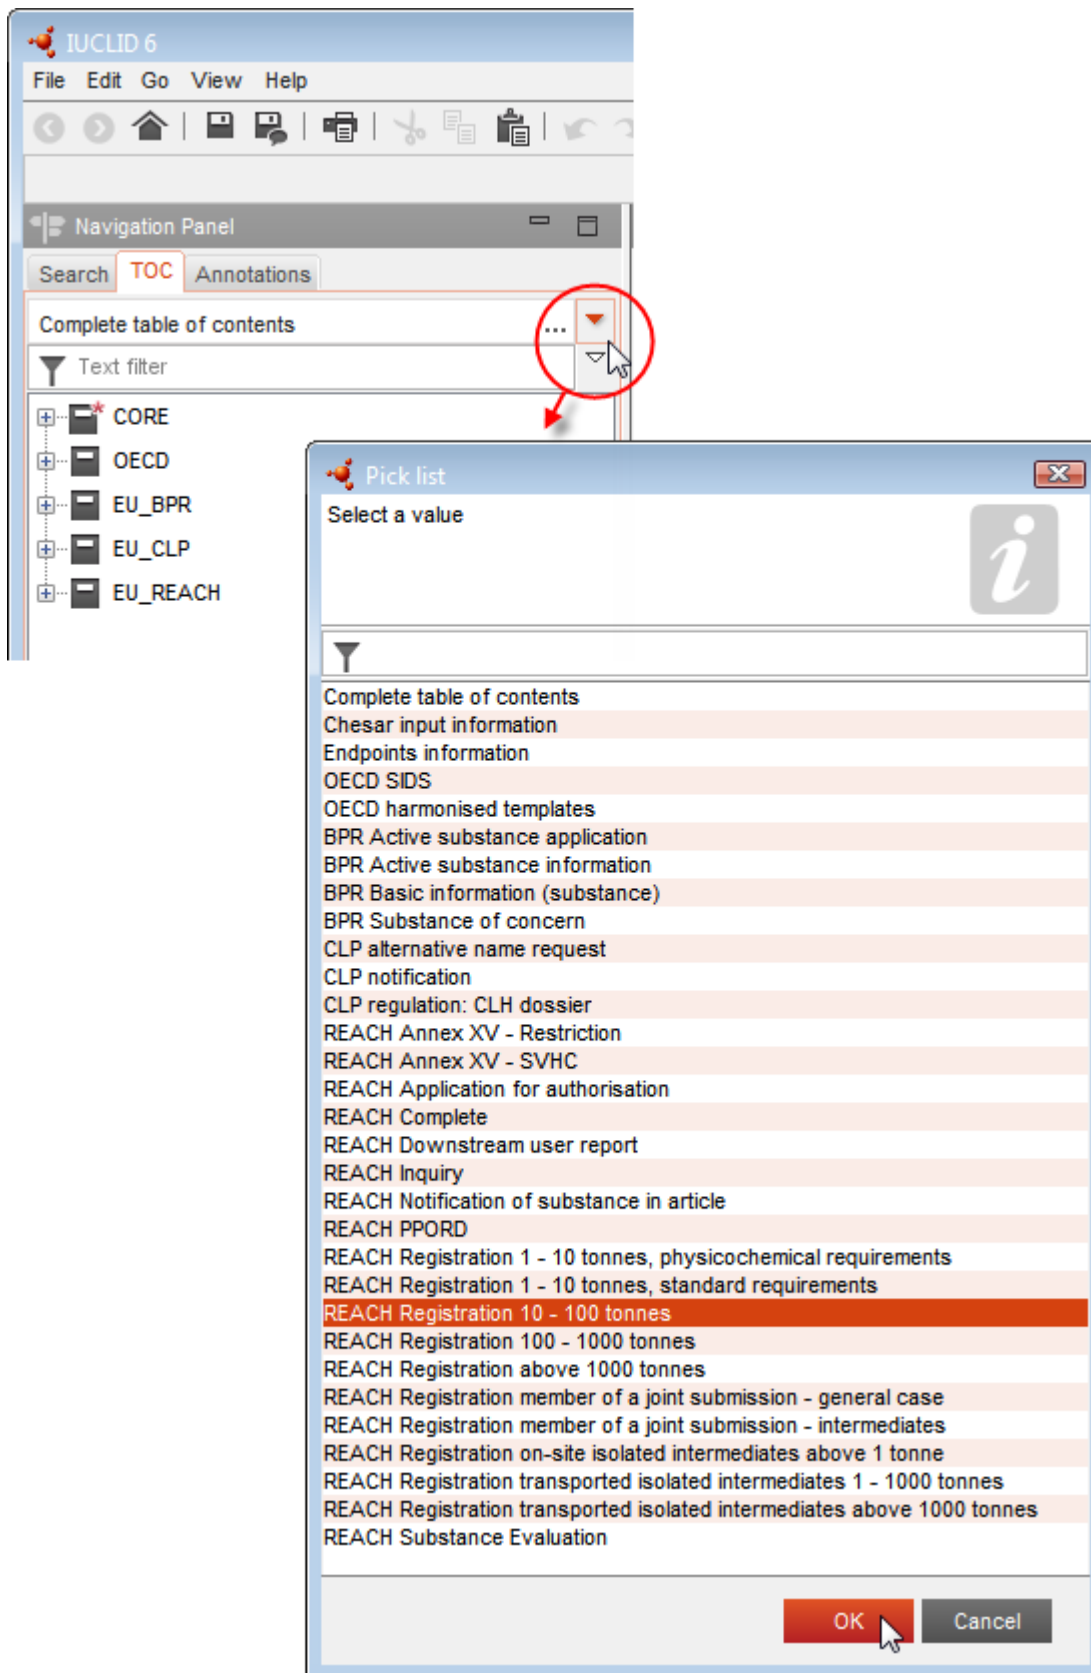 IUCLID 6
File Edit Go View Help
Navigation Panel
Search TOC Annotations
Complete table of contents ...
Text filter
CORE
OECD
EU_BPR
EU_CLP
EU_REACH
Pick list
Select a value
Complete table of contents
Chesar input information
Endpoints information
OECD SIDS
OECD harmonised templates
BPR Active substance application
BPR Active substance information
BPR Basic information (substance)
BPR Substance of concern
CLP alternative name request
CLP notification
CLP regulation: CLH dossier
REACH Annex XV - Restriction
REACH Annex XV - SVHC
REACH Application for authorisation
REACH Complete
REACH Downstream user report
REACH Inquiry
REACH Notification of substance in article
REACH PPORD
REACH Registration 1 - 10 tonnes, physicochemical requirements
REACH Registration 1 - 10 tonnes, standard requirements
REACH Registration 10 - 100 tonnes
REACH Registration 100 - 1000 tonnes
REACH Registration above 1000 tonnes
REACH Registration member of a joint submission - general case
REACH Registration member of a joint submission - intermediates
REACH Registration on-site isolated intermediates above 1 tonne
REACH Registration transported isolated intermediates 1 - 1000 tonnes
REACH Registration transported isolated intermediates above 1000 tonnes
REACH Substance Evaluation
OK Cancel